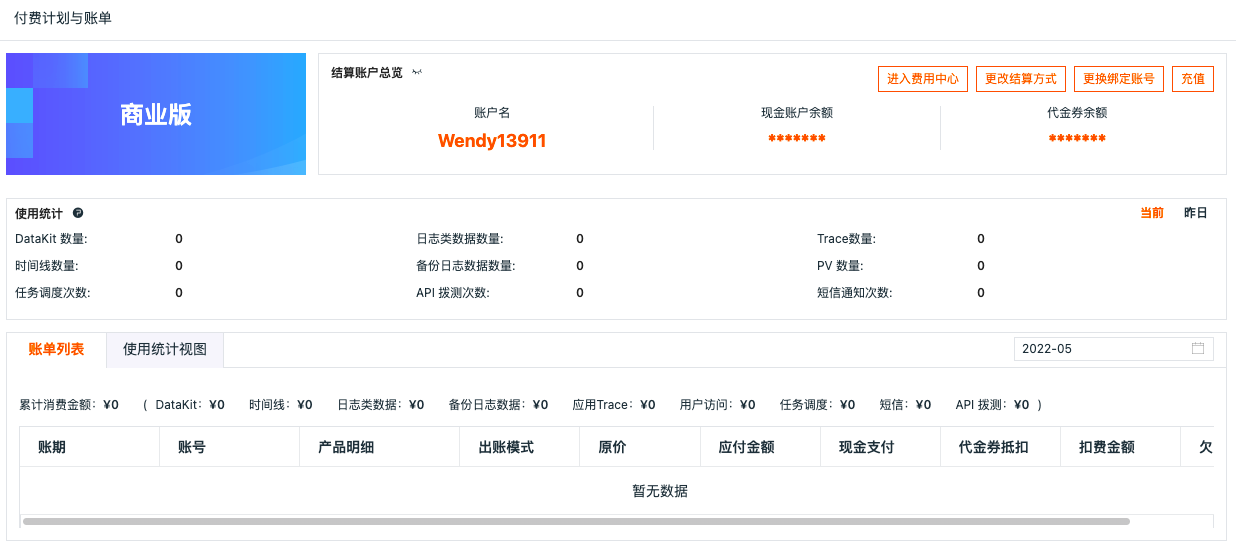 付费计划与账单
商业版
结算账户总览
进入费用中心 更改结算方式 更换绑定账号 充值
账户名 现金账户余额 代金券余额
Wendy13911 ******* *******
使用统计 当前 昨日
DataKit 数量: 0 日志类数据数量: 0 Trace数量: 0
时间线数量: 0 备份日志数据数量: 0 PV 数量: 0
任务调度次数: 0 API 拨测次数: 0 短信通知次数: 0
账单列表 使用统计视图 2022-05
累计消费金额：¥0 ( DataKit：¥0 时间线：¥0 日志类数据：¥0 备份日志数据：¥0 应用Trace：¥0 用户访问：¥0 任务调度：¥0 短信：¥0 API 拨测：¥0 )
账期 账号 产品明细 出账模式 原价 应付金额 现金支付 代金券抵扣 扣费金额 欠
暂无数据